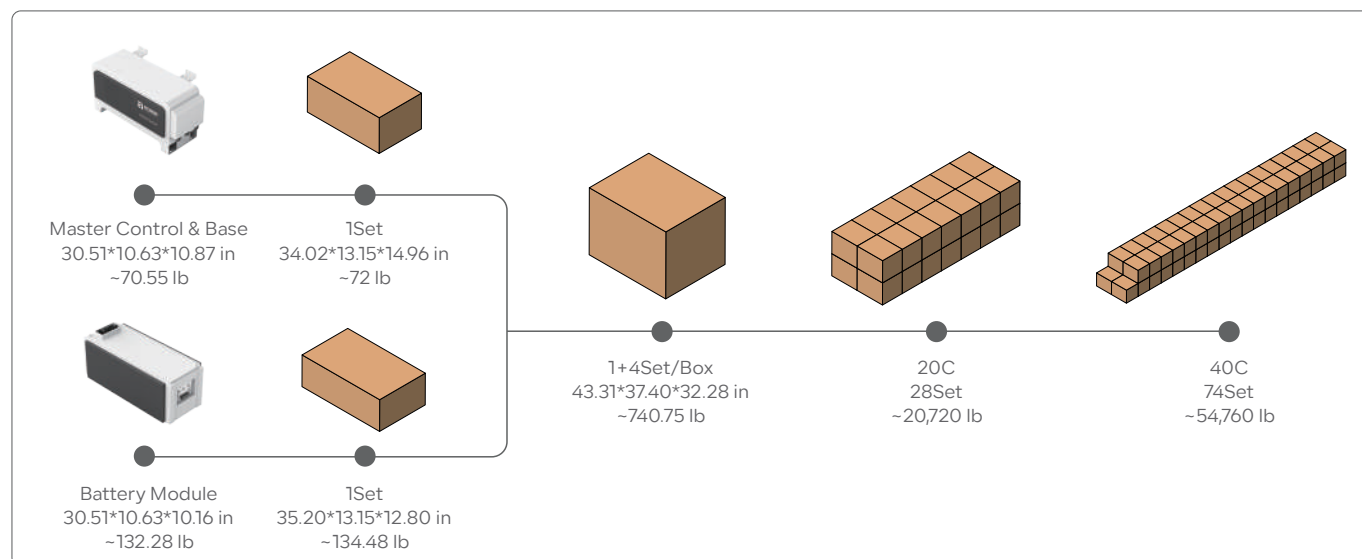 Master Control & Base
30.51*10.63*10.87 in
~70.55 lb
1Set
34.02*13.15*14.96 in
~72 lb
Battery Module
30.51*10.63*10.16 in
~132.28 lb
1Set
35.20*13.15*12.80 in
~134.48 lb
1+4Set/Box
43.31*37.40*32.28 in
~740.75 lb
20C
28Set
~20,720 lb
40C
74Set
~54,760 lb